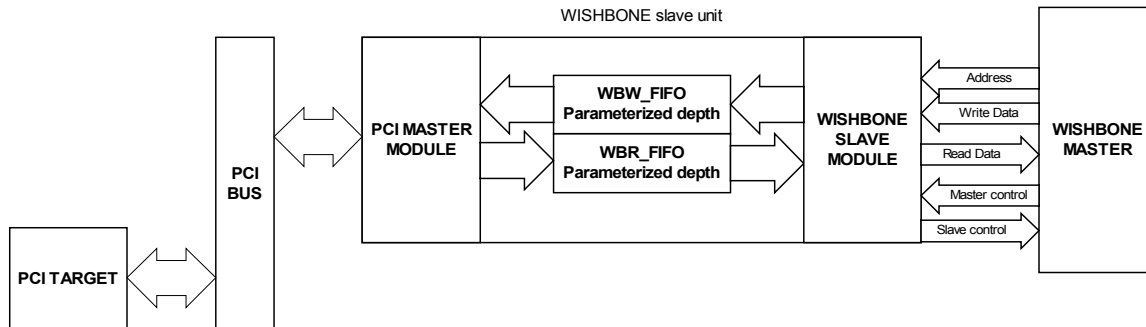 WISHBONE slave unit
PCI TARGET
PCI
BUS
PCI MASTER
MODULE
WBW_FIFO
Parameterized depth
WBR_FIFO
Parameterized depth
WISHBONE
SLAVE
MODULE
Address
Write Data
Read Data
Master control
Slave control
WISHBONE
MASTER